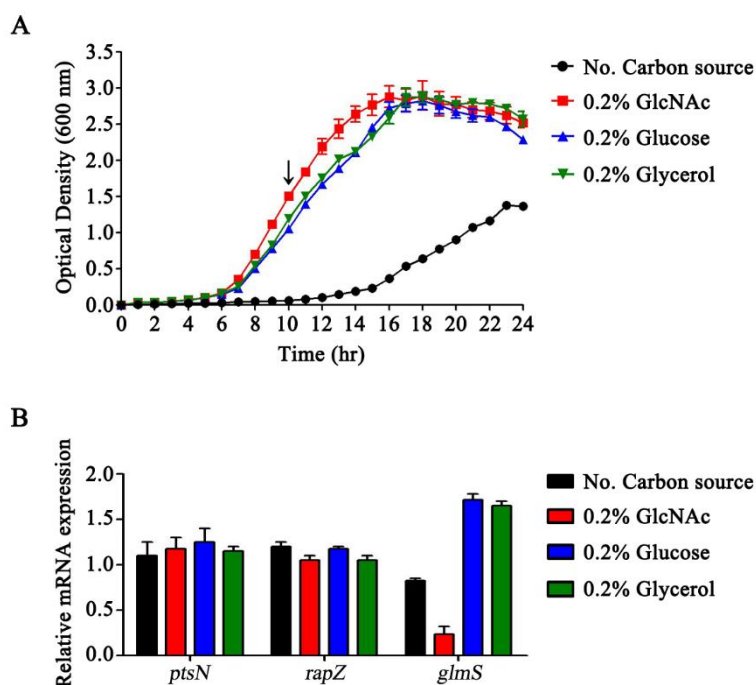 A
Optical Density (600 nm)
3.5
3.0
2.5
2.0
1.5
1.0
0.5
0.0
0 2 4 6 8 10 12 14 16 18 20 22 24
Time (hr)
No. Carbon source
0.2% GlcNAc
0.2% Glucose
0.2% Glycerol
B
Relative mRNA expression
2.0
1.5
1.0
0.5
0.0
ptsN rapZ glmS
No. Carbon source
0.2% GlcNAc
0.2% Glucose
0.2% Glycerol